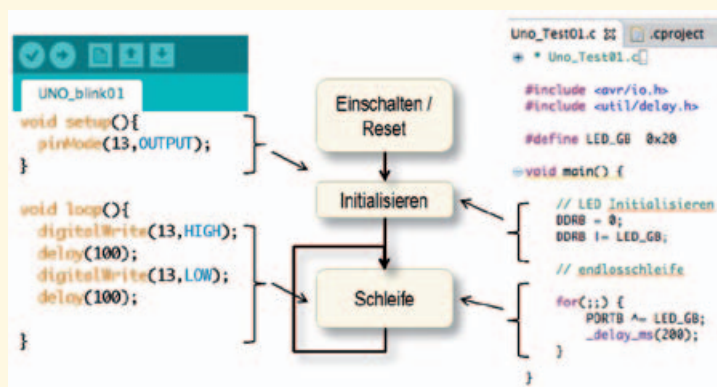 UNO_blink01
void setup(){
pinMode(13,OUTPUT);
}
void loop(){
digitalWrite(13,HIGH);
delay(100);
digitalWrite(13,LOW);
delay(100);
}
Einschalten /
Reset
Initialisieren
Schleife
Uno_Test01.c .cproject
* Uno_Test01.c
#include <avr/io.h>
#include <util/delay.h>
#define LED_GB 0x20
void main() {
// LED Initialisieren
DDRB = 0;
DDRB |= LED_GB;
// endlosschleife
for(;;) {
PORTB ^= LED_GB;
_delay_ms(200);
}
}